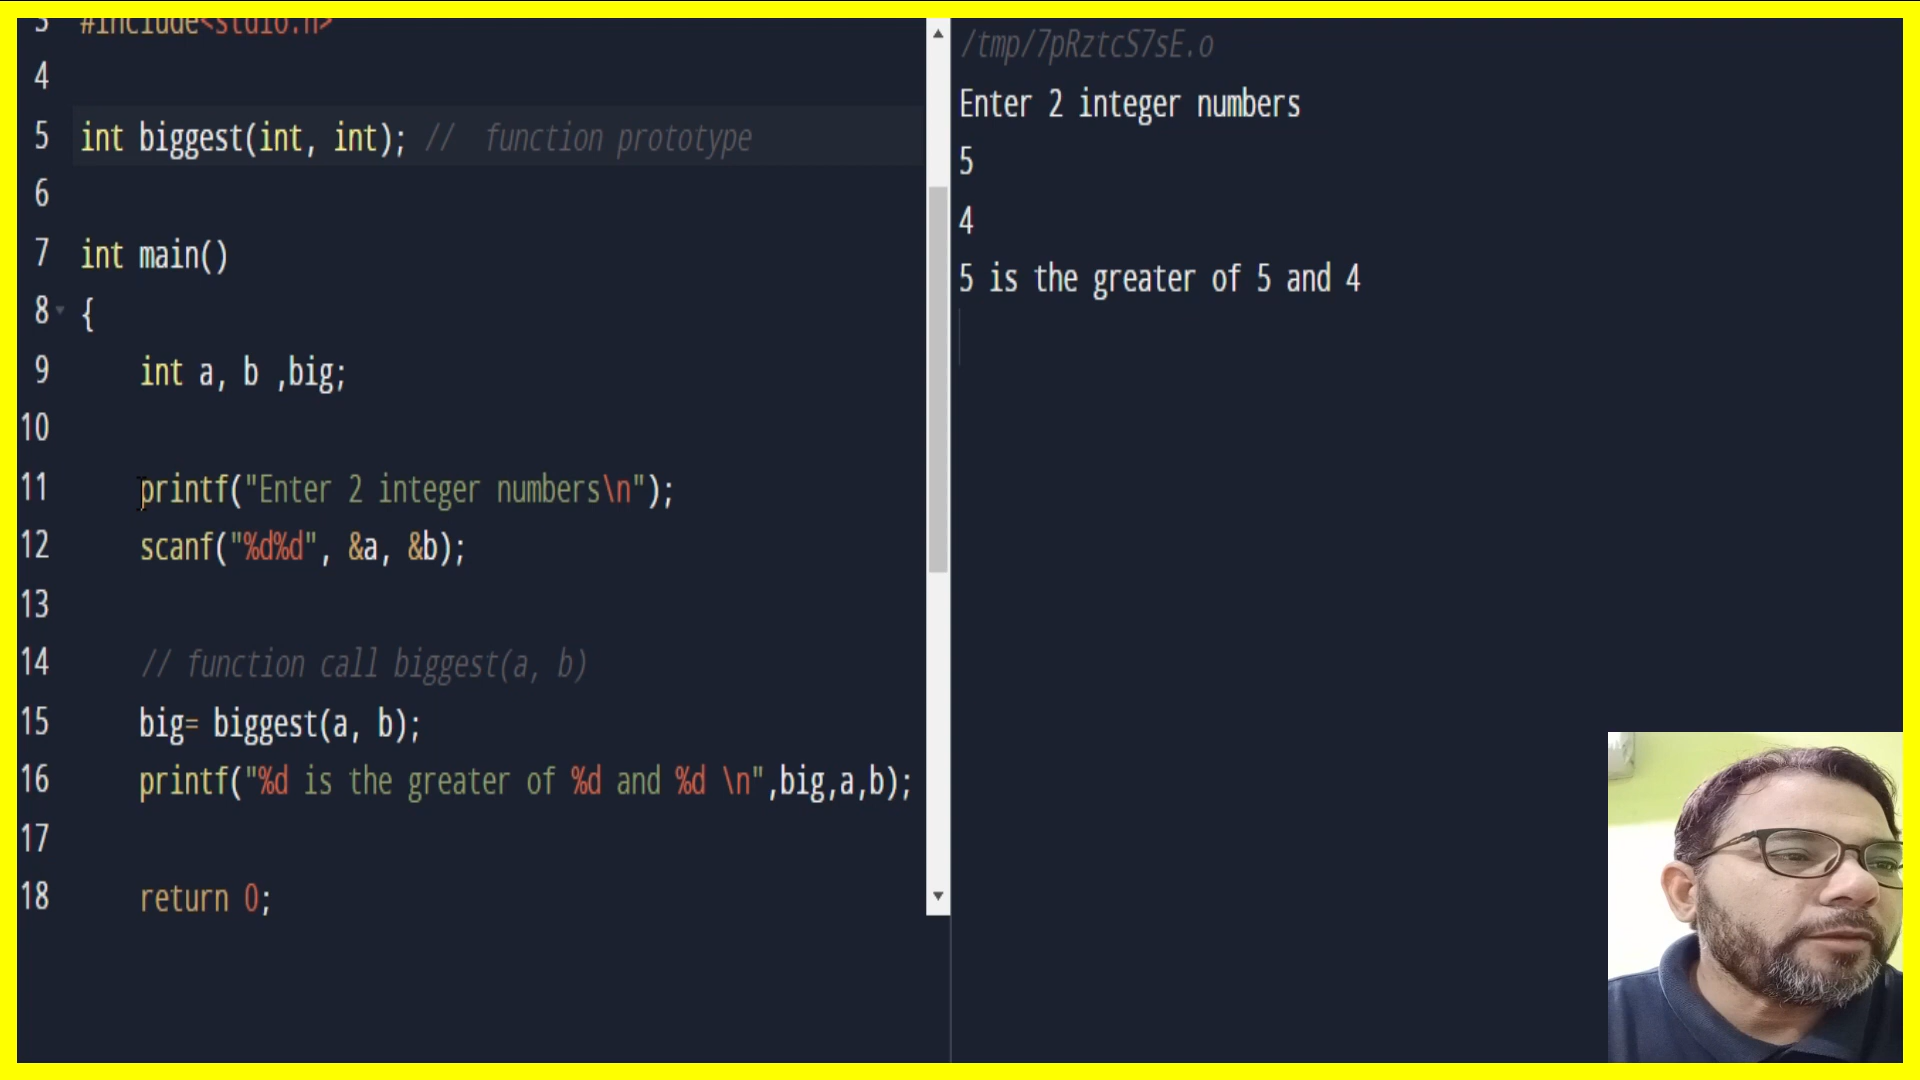 3 #include<stdio.h>
4
5 int biggest(int, int); // function prototype
6
7 int main()
8 {
9 int a, b ,big;
10
11 printf("Enter 2 integer numbers\n");
12 scanf("%d%d", &a, &b);
13
14 // function call biggest(a, b)
15 big= biggest(a, b);
16 printf("%d is the greater of %d and %d \n",big,a,b);
17
18 return 0;
/tmp/7pRztcS7sE.o
Enter 2 integer numbers
5
4
5 is the greater of 5 and 4